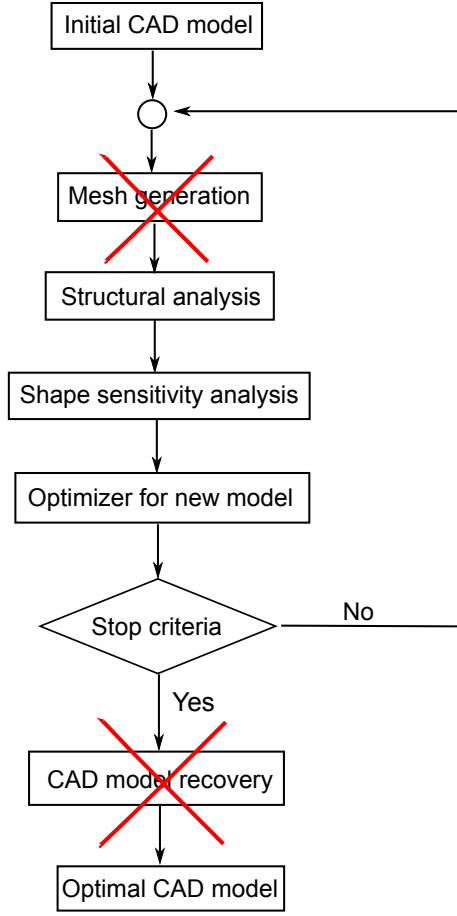 Initial CAD model
Mesh generation
Structural analysis
Shape sensitivity analysis
Optimizer for new model
Stop criteria
No
Yes
CAD model recovery
Optimal CAD model